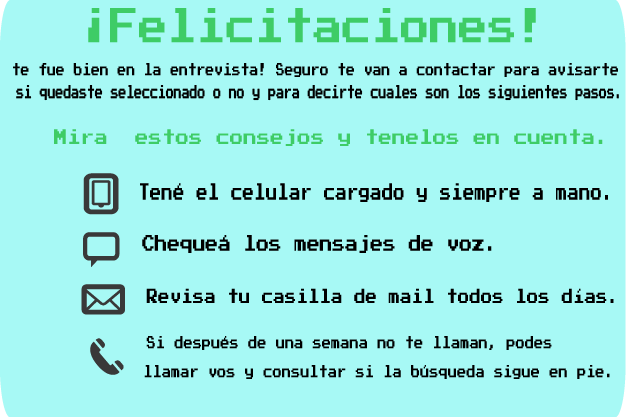 ¡Felicitaciones!
te fue bien en la entrevista! Seguro te van a contactar para avisarte
si quedaste seleccionado o no y para decirte cuales son los siguientes pasos.
Mira estos consejos y tenelos en cuenta.
Tené el celular cargado y siempre a mano.
Chequeá los mensajes de voz.
Revisa tu casilla de mail todos los días.
Si después de una semana no te llaman, podes
llamar vos y consultar si la búsqueda sigue en pie.